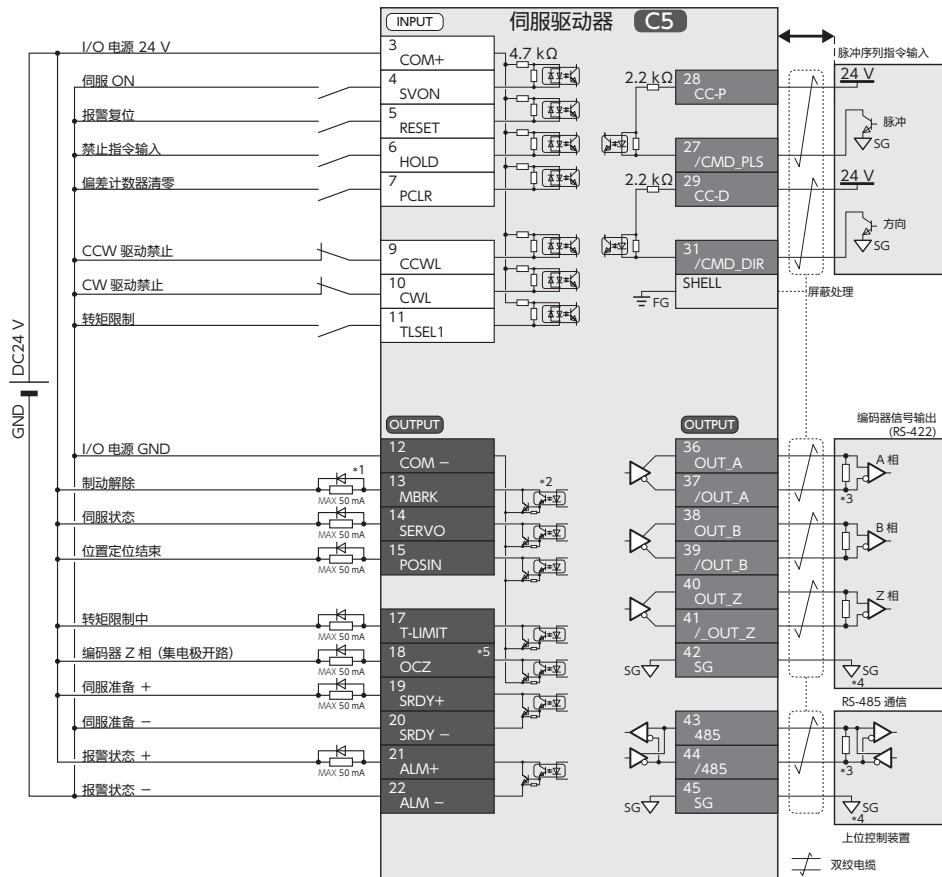 INPUT
伺服驱动器 C5
I/O 电源 24 V
3
COM+
4.7 kΩ
伺服 ON
4
SVON
报警复位
5
RESET
禁止指令输入
6
HOLD
偏差计数器清零
7
PCLR
CCW 驱动禁止
9
CCWL
CW 驱动禁止
10
CWL
转矩限制
11
TLSEL1
DC24 V
GND
2.2 kΩ
28
CC-P
27
/CMD_PLS
2.2 kΩ
29
CC-D
31
/CMD_DIR
SHELL
FG
脉冲序列指令输入
24 V
脉冲
SG
24 V
方向
SG
屏蔽处理
OUTPUT
I/O 电源 GND
12
COM −
制动解除
*1
MAX 50 mA
13
MBRK
*2
伺服状态
MAX 50 mA
14
SERVO
位置定位结束
MAX 50 mA
15
POSIN
转矩限制中
MAX 50 mA
17
T-LIMIT
编码器 Z 相（集电极开路）
MAX 50 mA
18
*5
OCZ
伺服准备 +
MAX 50 mA
19
SRDY+
伺服准备 −
20
SRDY −
报警状态 +
MAX 50 mA
21
ALM+
报警状态 −
22
ALM −
OUTPUT
36
OUT_A
37
/OUT_A
38
OUT_B
39
/OUT_B
40
OUT_Z
41
/_OUT_Z
SG
42
SG
43
485
44
/485
SG
45
SG
编码器信号输出
(RS-422)
A 相
*3
B 相
Z 相
SG
*4
RS-485 通信
*3
SG
*4
上位控制装置
双绞电缆